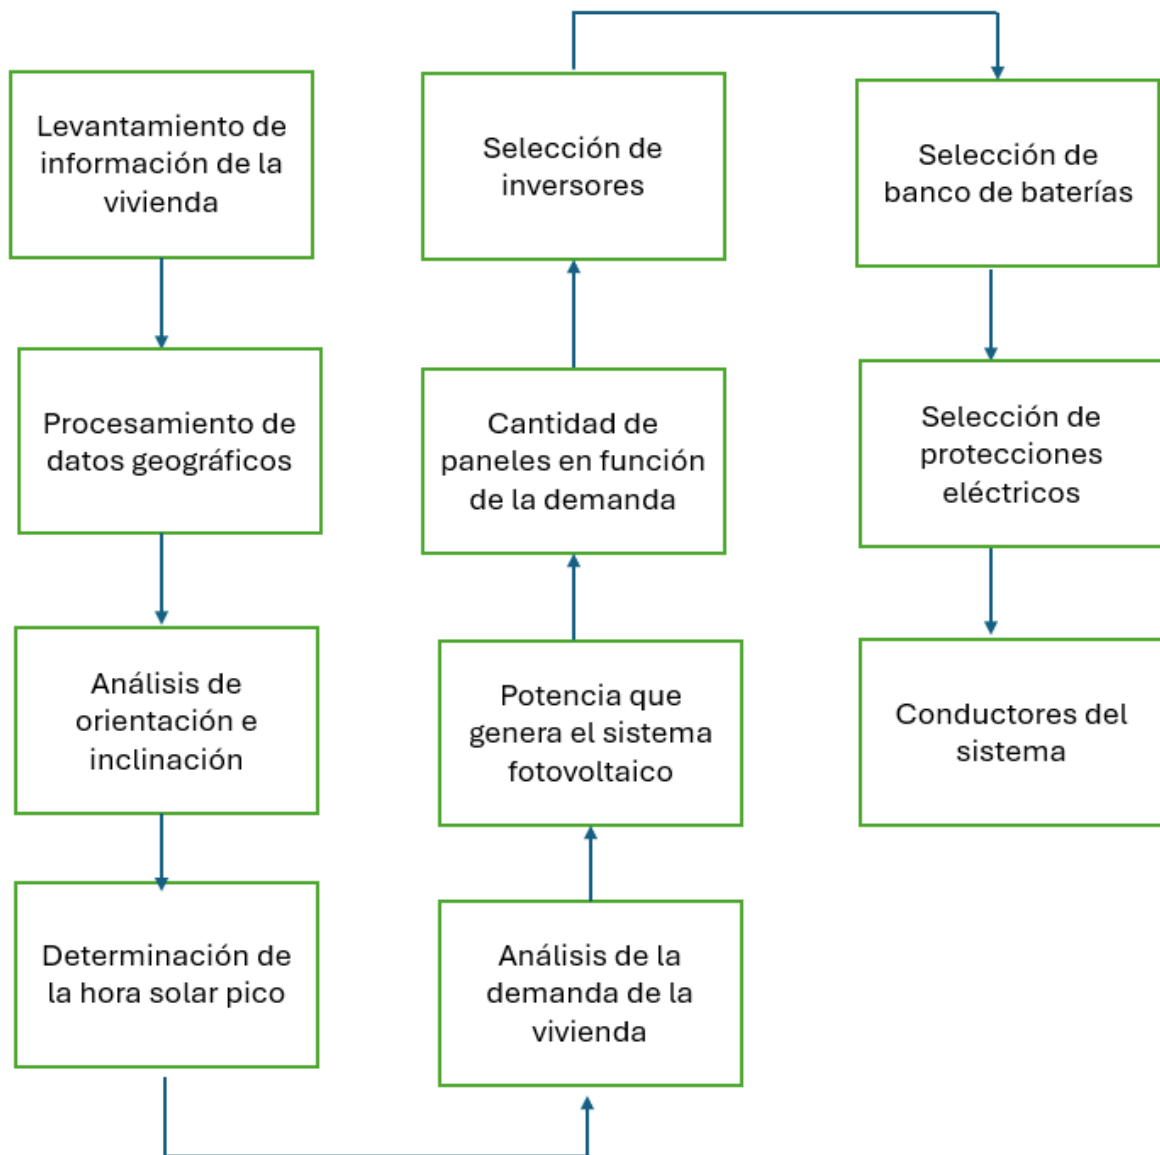 Levantamiento de
información de la
vivienda
Procesamiento de
datos geográficos
Análisis de
orientación e
inclinación
Determinación de
la hora solar pico
Análisis de la
demanda de la
vivienda
Potencia que
genera el sistema
fotovoltaico
Cantidad de
paneles en función
de la demanda
Selección de
inversores
Selección de
banco de baterías
Selección de
protecciones
eléctricos
Conductores del
sistema